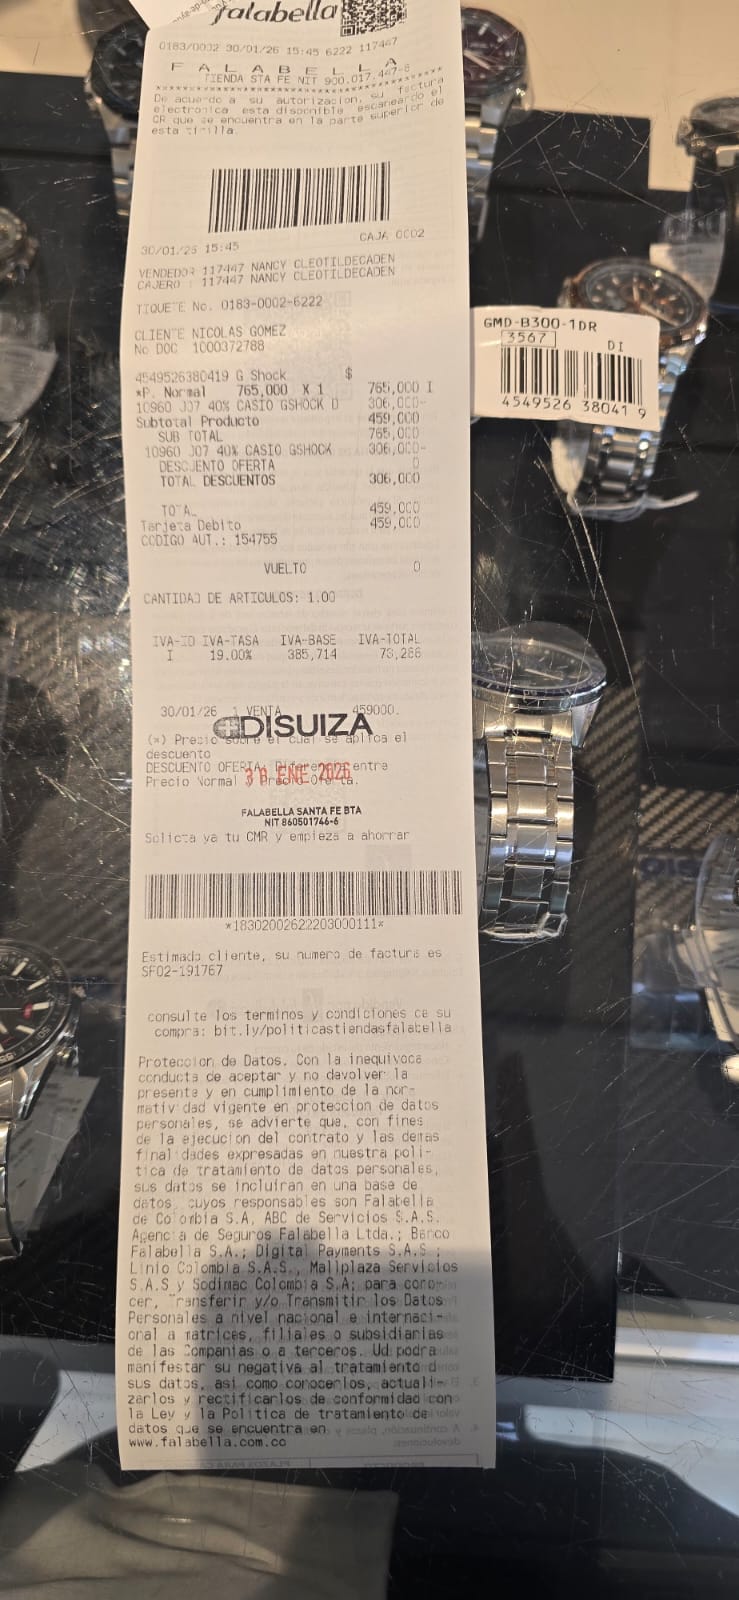 falabella
0183/0002 30/01/26 15:45 6222 117447
F A L A B E L L A
TIENDA STA FE NIT 900.017.447-8
De acuerdo a su autorizacion, su factura
electronica esta disponible escaneando el
QR que se encuentra en la parte superior de
esta tirilla.
CAJA 0002
30/01/26 15:45
VENDEDOR 117447 NANCY CLEOTILDECADEN
CAJERO : 117447 NANCY CLEOTILDECADEN
TIQUETE No. 0183-0002-6222
CLIENTE NICOLAS GOMEZ
No DOC 1000372788
4549526380419 G Shock $
*P. Normal 765,000 X 1 765,000 I
10960 J07 40% CASIO GSHOCK D 306,000-
Subtotal Producto 459,000
SUB TOTAL 765,000
10960 J07 40% CASIO GSHOCK 306,000-
DESCUENTO OFERTA 0
TOTAL DESCUENTOS 306,000
TOTAL 459,000
Tarjeta Debito 459,000
CODIGO AUT.: 154755
VUELTO 0
CANTIDAD DE ARTICULOS: 1.00
IVA-ID IVA-TASA IVA-BASE IVA-TOTAL
I 19.00% 385,714 73,286
30/01/26 1 VENTA 459000.
DISUIZA
(*) Precio sobre el cual se aplica el
descuento
DESCUENTO OFERTA: Diferencia entre
Precio Normal y Precio Oferta.
30 ENE 2026
FALABELLA SANTA FE BTA
NIT 860501746-6
Solicita ya tu CMR y empieza a ahorrar
*18302002622203000111*
Estimado cliente, su numero de factura es
SF02-191767
consulte los terminos y condiciones de su
compra: bit.ly/politicastiendasfalabella
Proteccion de Datos. Con la inequivoca
conducta de aceptar y no devolver la
presente y en cumplimiento de la nor-
matividad vigente en proteccion de datos
personales, se advierte que, con fines
de la ejecucion del contrato y las demas
finalidades expresadas en nuestra poli-
tica de tratamiento de datos personales,
sus datos se incluiran en una base de
datos, cuyos responsables son Falabella
de Colombia S.A, ABC de Servicios S.A.S.
Agencia de Seguros Falabella Ltda.; Banco
Falabella S.A.; Digital Payments S.A.S ;
Linio Colombia S.A.S., Mallplaza Servicios
S.A.S y Sodimac Colombia S.A; para cono-
cer, Transferir y/o Transmitir los Datos
Personales a nivel nacional e internaci-
onal a matrices, filiales o subsidiarias
de las Companias o a terceros. Ud podra
manifestar su negativa al tratamiento d
sus datos, asi como conocerlos, actuali-
zarlos y rectificarlos de conformidad con
la Ley y la Politica de tratamiento de
datos que se encuentra en
www.falabella.com.co
GMD-B300-1DR
3567
DI
4549526 38041 9